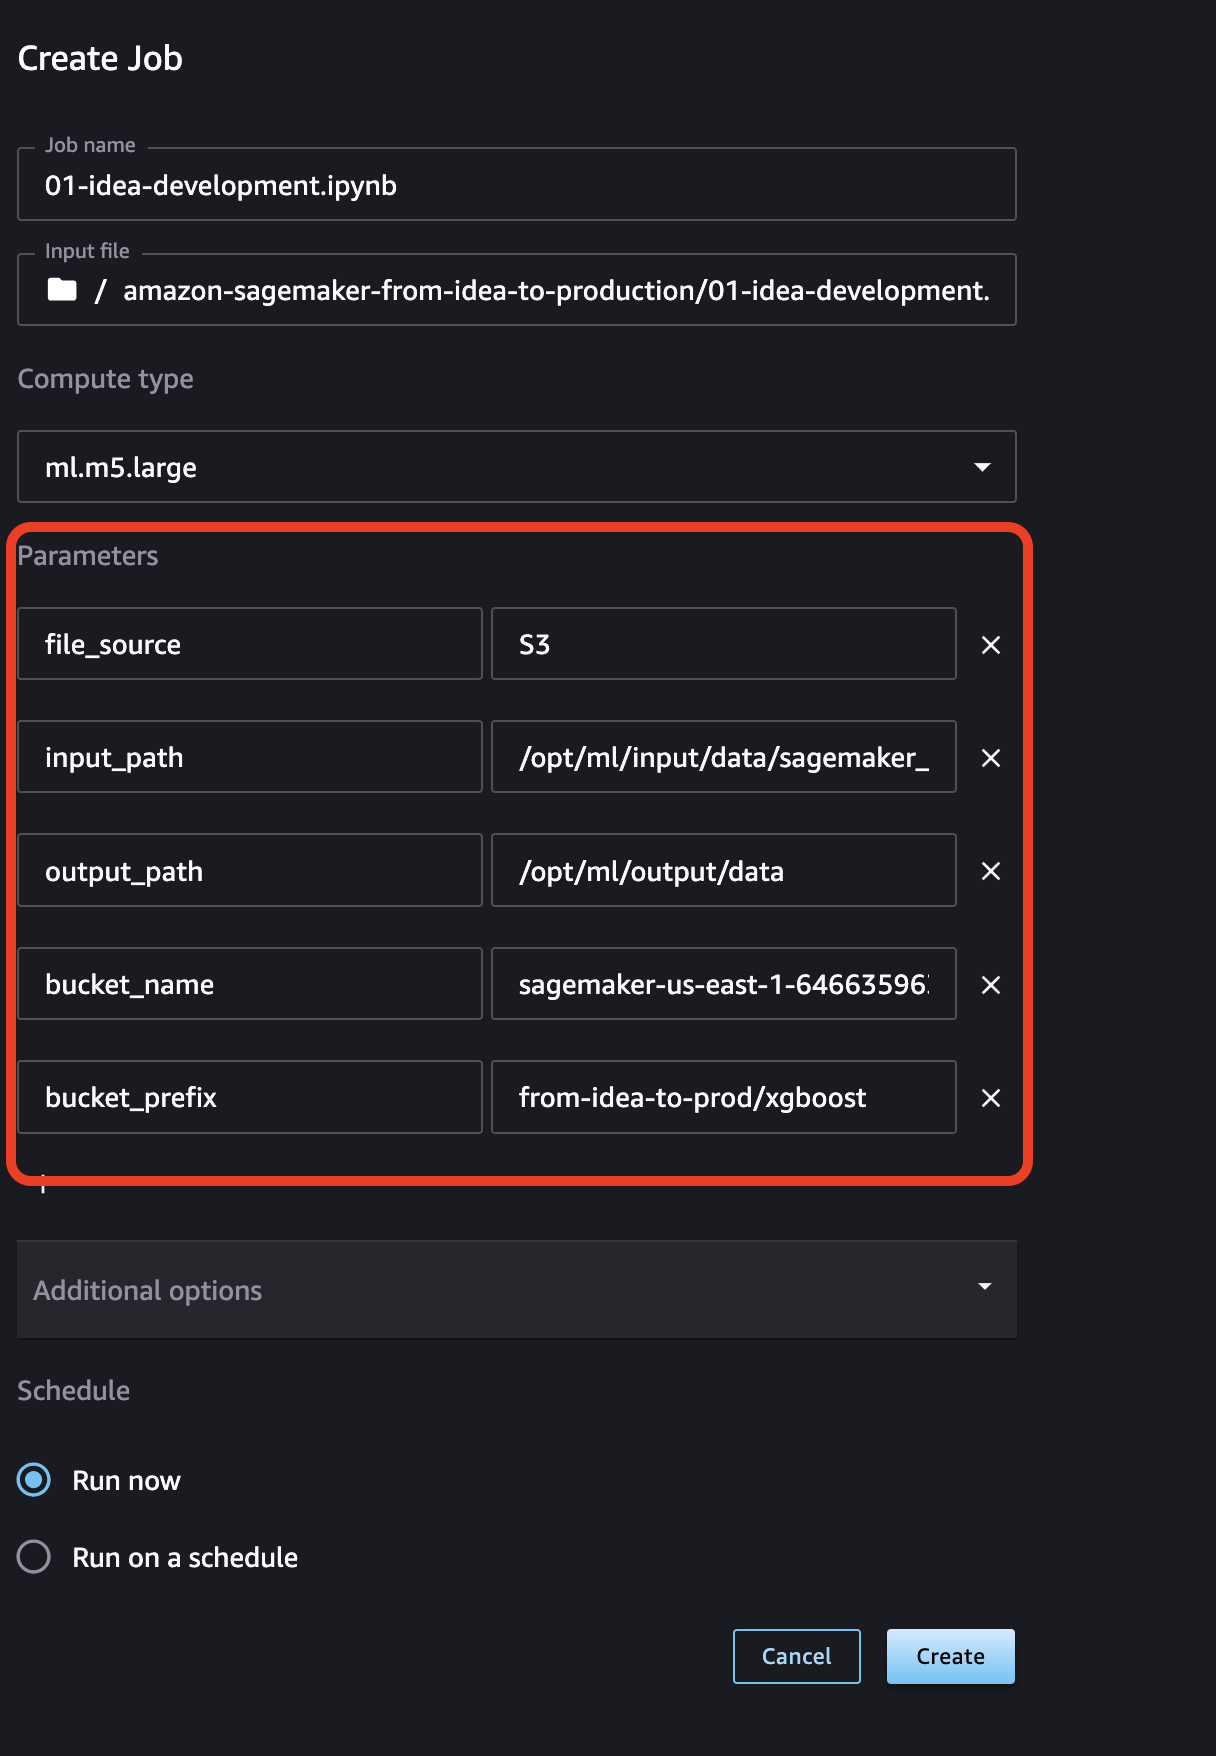 Create Job
Job name
01-idea-development.ipynb
Input file
/ amazon-sagemaker-from-idea-to-production/01-idea-development.
Compute type
ml.m5.large
Parameters
file_source S3
input_path /opt/ml/input/data/sagemaker_
output_path /opt/ml/output/data
bucket_name sagemaker-us-east-1-64663596
bucket_prefix from-idea-to-prod/xgboost
Additional options
Schedule
Run now
Run on a schedule
Cancel Create